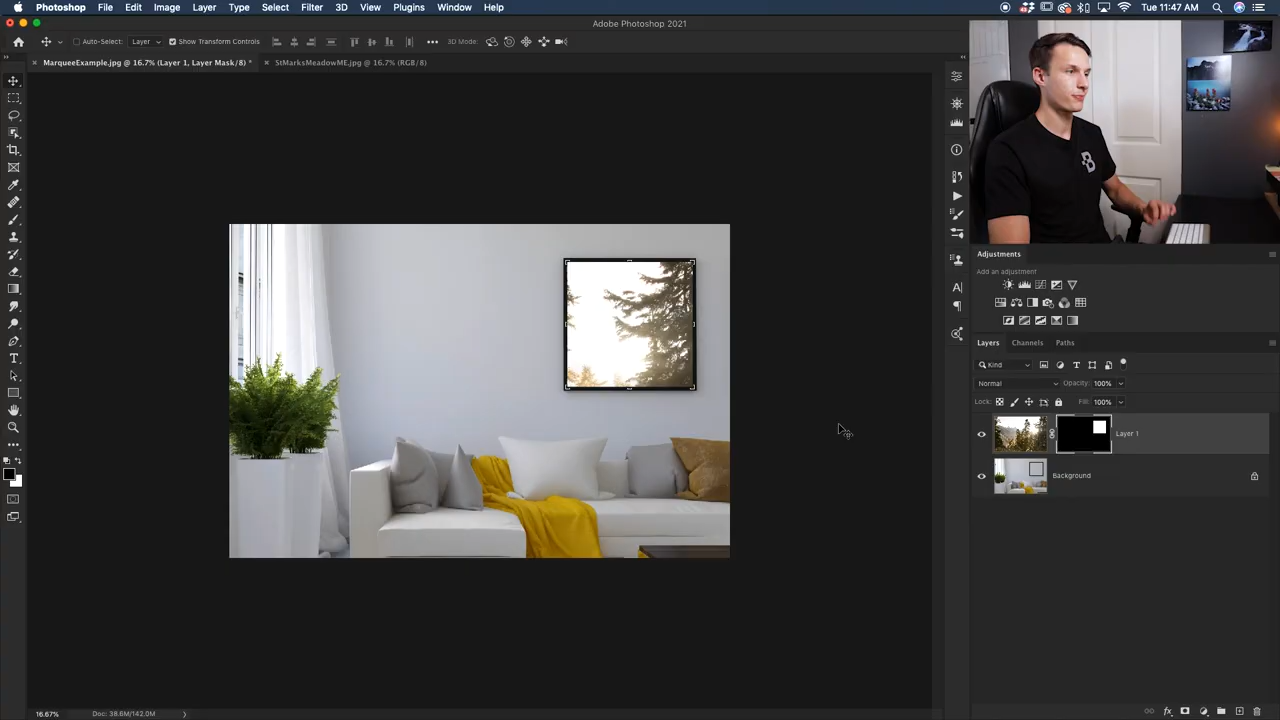 Photoshop File Edit Image Layer Type Select Filter 3D View Plugins Window Help Tue 11:47 AM
Adobe Photoshop 2021
Auto-Select: Layer Show Transform Controls 3D Mode:
MarqueeExample.jpg @ 16.7% (Layer 1, Layer Mask/8) * StMarksMeadowME.jpg @ 16.7% (RGB/8)
B
Adjustments
Add an adjustment
Layers Channels Paths
Kind
Normal Opacity: 100%
Lock: Fill: 100%
Layer 1
Background
16.67% Doc: 38.6M/142.0M